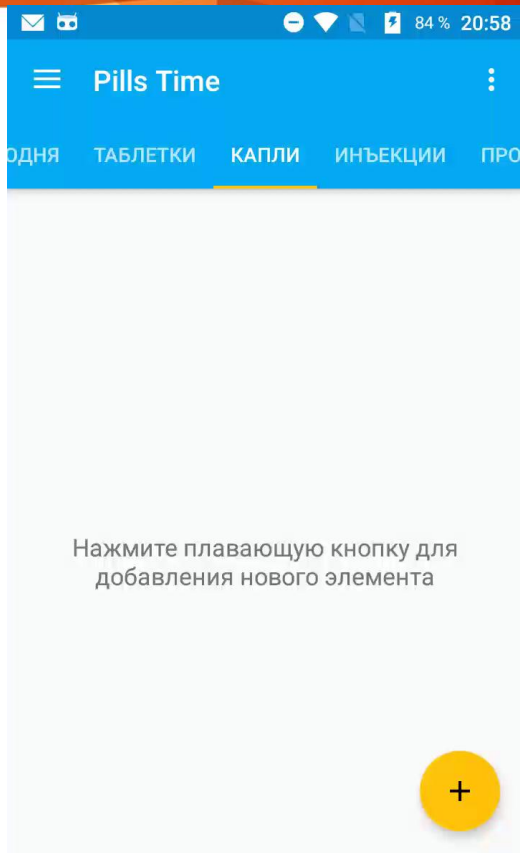 84 % 20:58
Pills Time
ОДНЯ ТАБЛЕТКИ КАПЛИ ИНЪЕКЦИИ ПРО
Нажмите плавающую кнопку для
добавления нового элемента
+